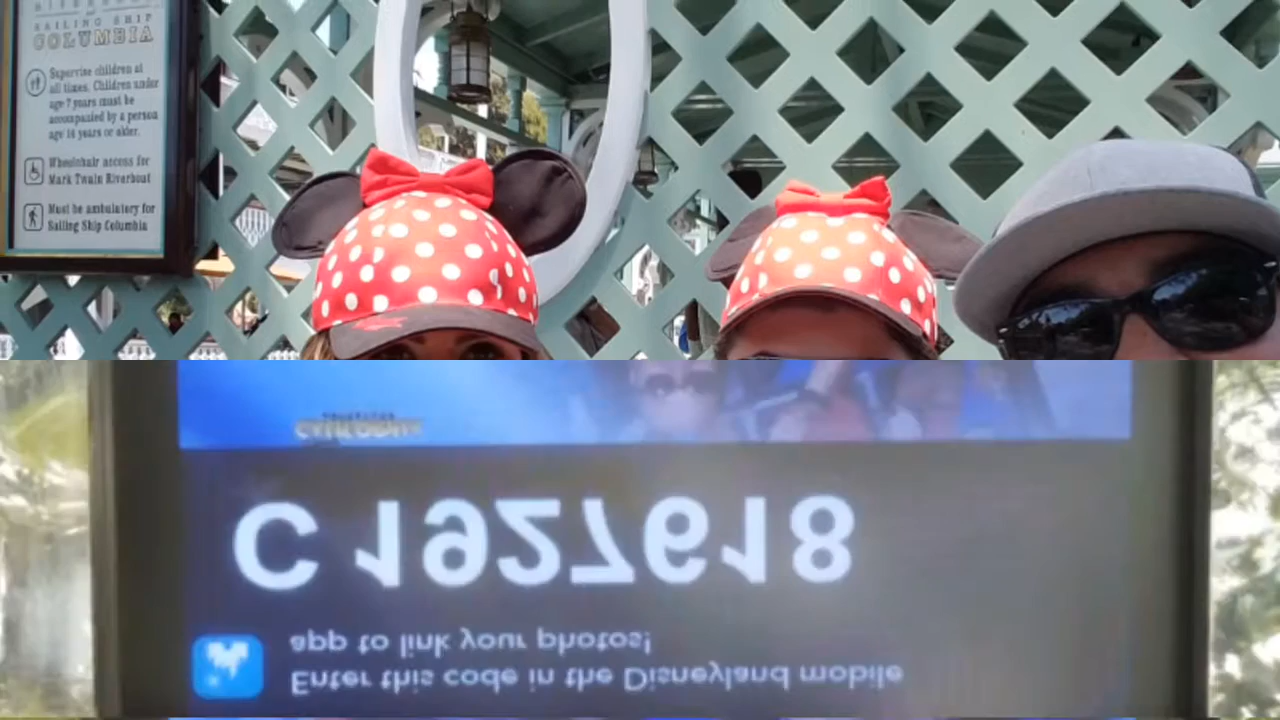 SAILING SHIP
COLUMBIA
Supervise children at
all times. Children under
age 7 years must be
accompanied by a person
age 14 years or older.
Wheelchair access for
Mark Twain Riverboat
Must be ambulatory for
Sailing Ship Columbia
Enter this code in the Disneyland mobile
app to link your photos!
C 1927618